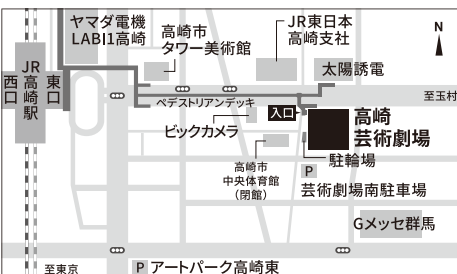 ヤマダ電機
LABI1高崎
高崎市
タワー美術館
JR東日本
高崎支社
N
太陽誘電
西口
JR高崎駅
東口
ペデストリアンデッキ
至玉村
入口
高崎
芸術劇場
ビックカメラ
駐輪場
高崎市
中央体育館
(閉館)
P
芸術劇場南駐車場
Gメッセ群馬
至東京
P アートパーク高崎東